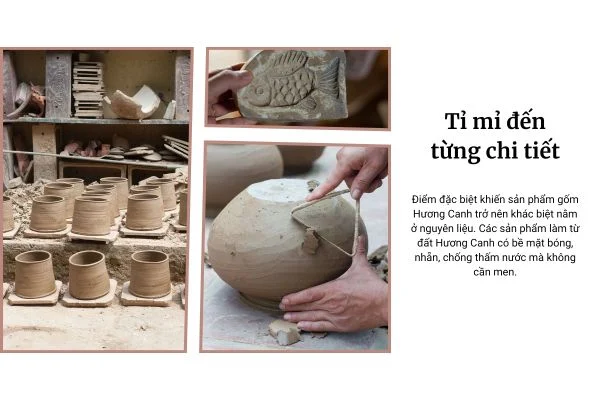 Tỉ mỉ đến
từng chi tiết
Điểm đặc biệt khiến sản phẩm gốm
Hương Canh trở nên khác biệt nằm
ở nguyên liệu. Các sản phẩm làm từ
đất Hương Canh có bề mặt bóng,
nhẵn, chống thấm nước mà không
cần men.